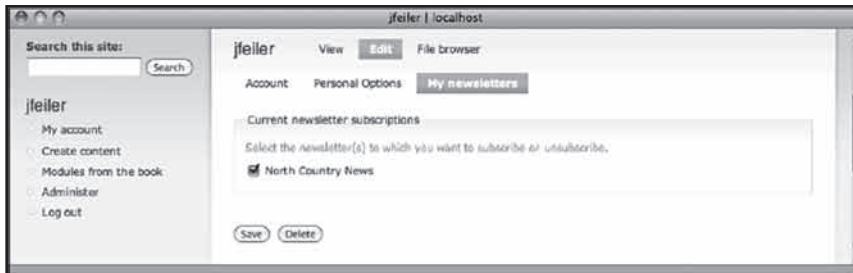 jfeiler | localhost
Search this site:
Search
jfeiler
My account
Create content
Modules from the book
Administer
Log out
jfeiler View Edit File browser
Account Personal Options My newsletters
Current newsletter subscriptions
Select the newsletter(s) to which you want to subscribe or unsubscribe.
North Country News
Save Delete